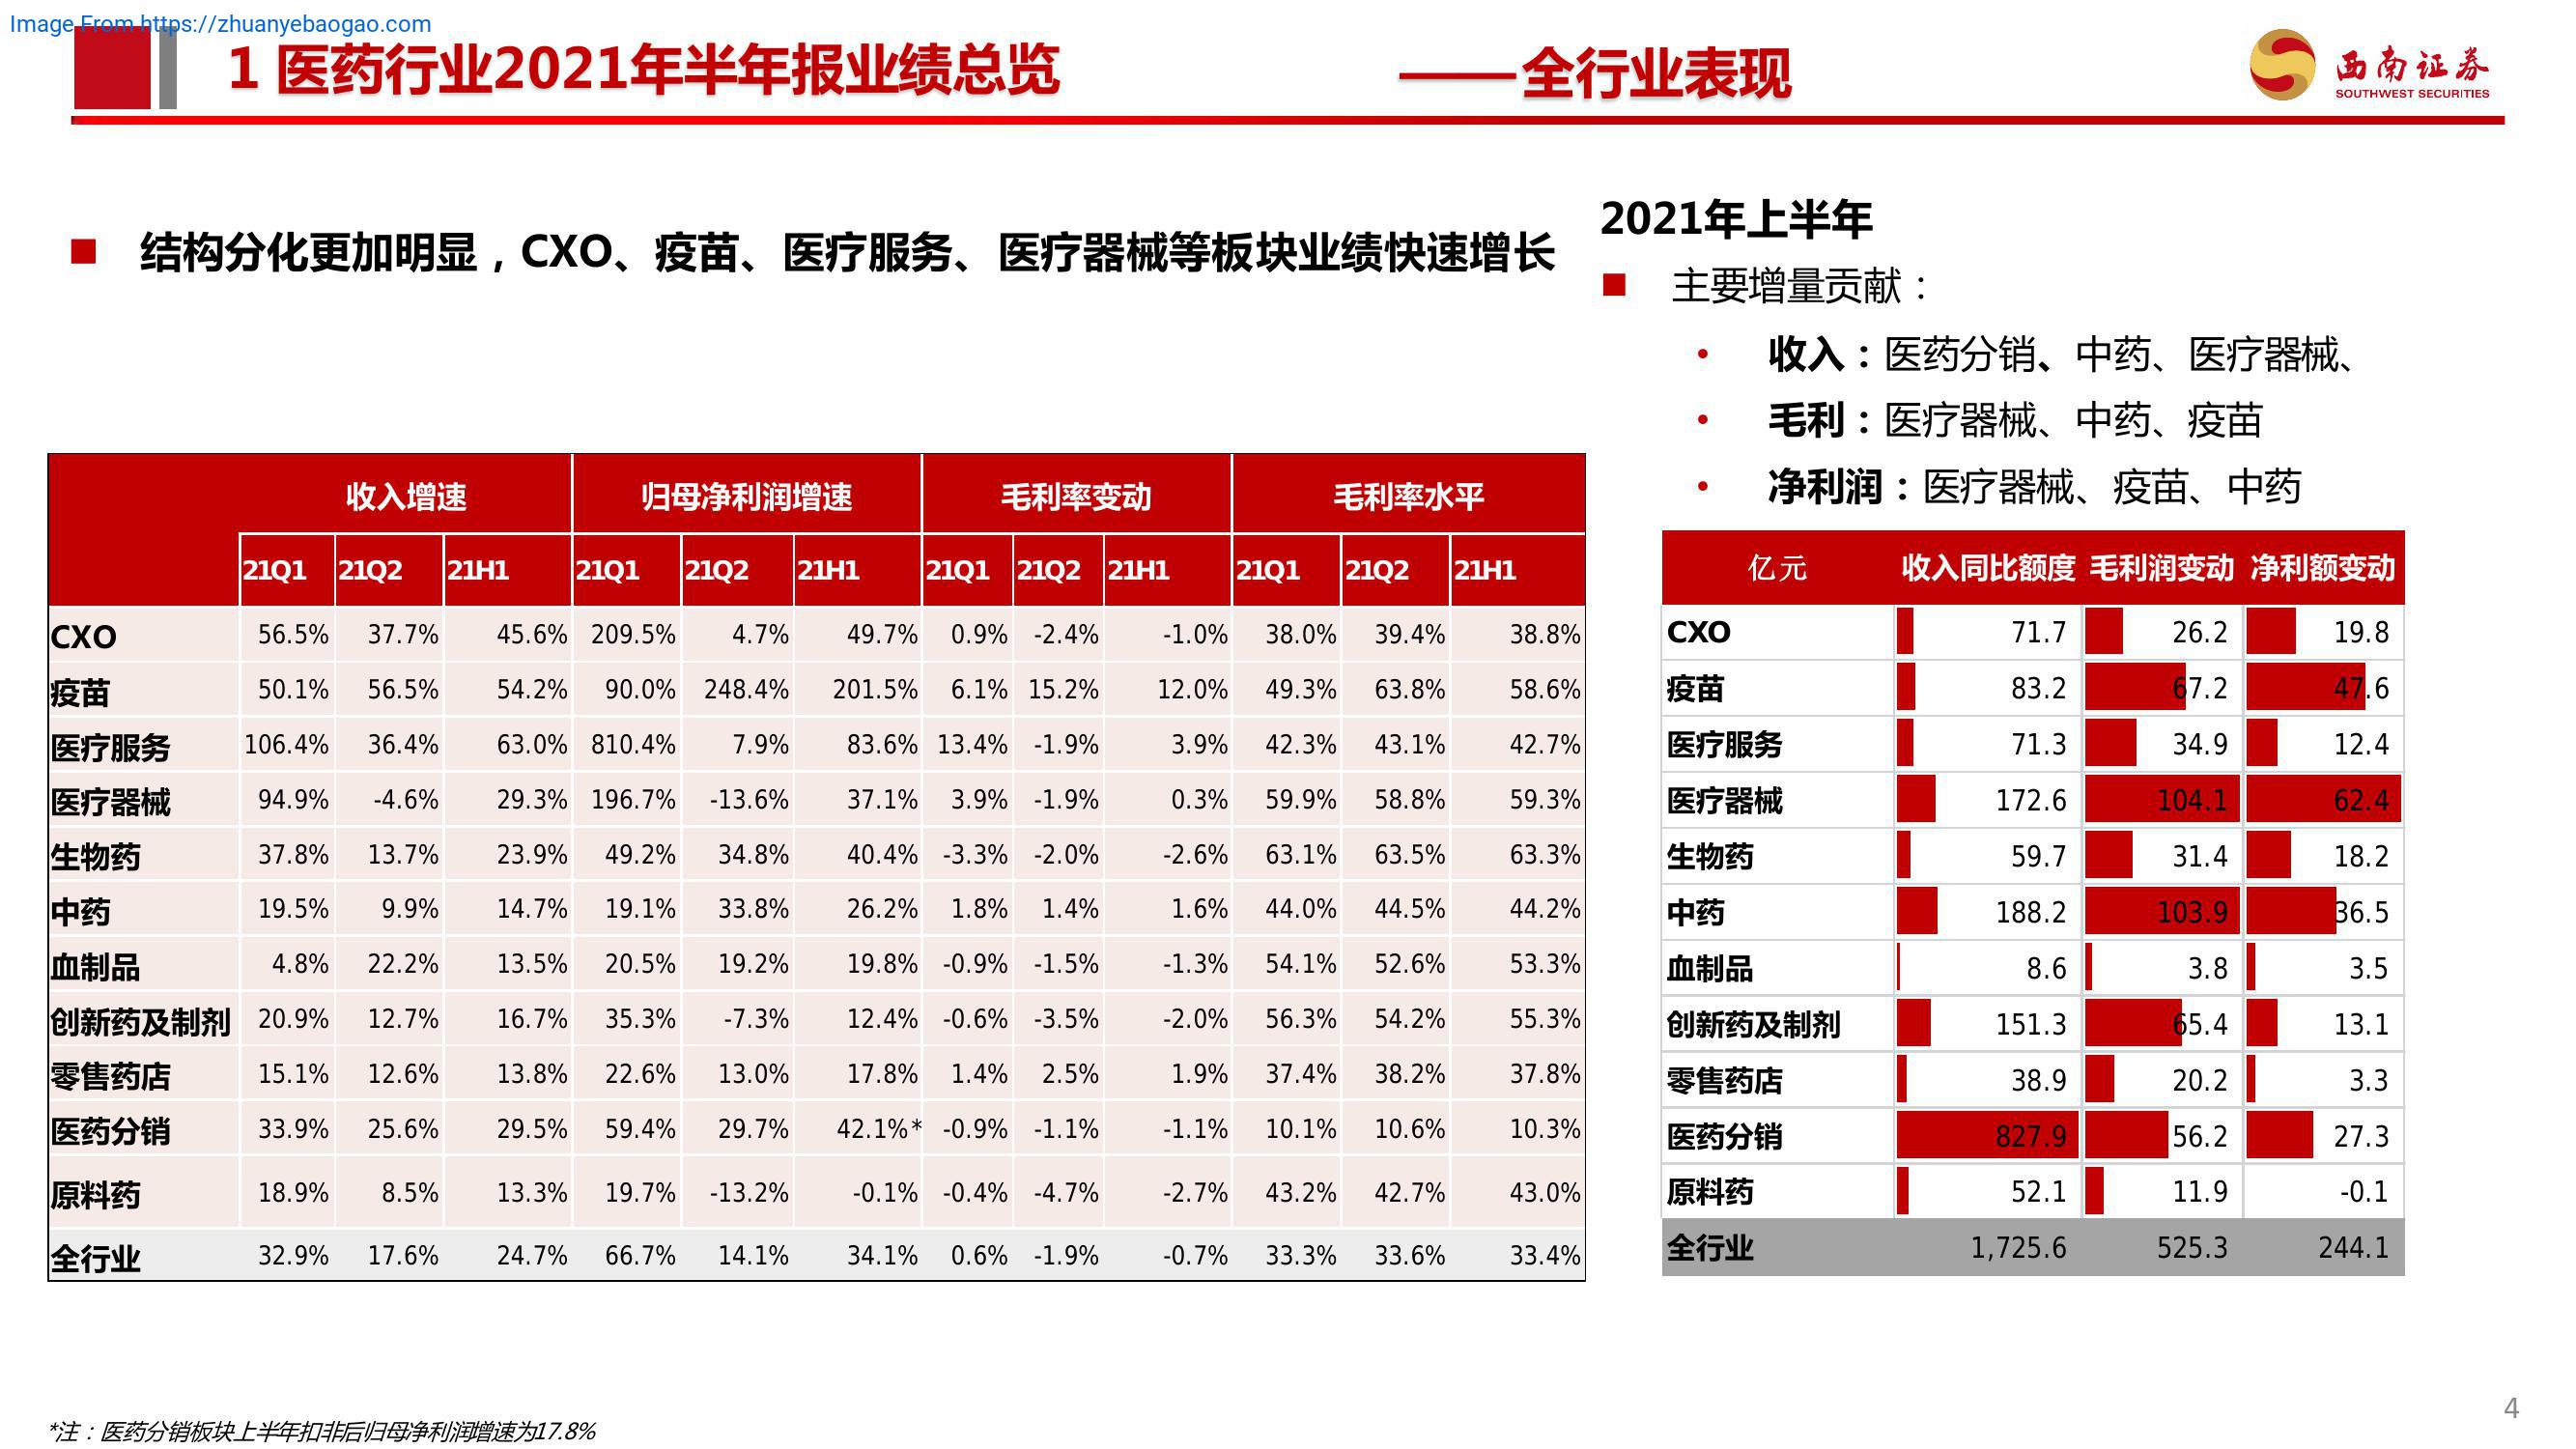 Image From https://zhuanyebaogao.com
1 医药行业2021年半年报业绩总览 ——全行业表现
西南证券
SOUTHWEST SECURITIES
结构分化更加明显，CXO、疫苗、医疗服务、医疗器械等板块业绩快速增长
2021年上半年
主要增量贡献：
• 收入：医药分销、中药、医疗器械、
• 毛利：医疗器械、中药、疫苗
• 净利润：医疗器械、疫苗、中药
收入增速 归母净利润增速 毛利率变动 毛利率水平
21Q1 21Q2 21H1 21Q1 21Q2 21H1 21Q1 21Q2 21H1 21Q1 21Q2 21H1
CXO 56.5% 37.7% 45.6% 209.5% 4.7% 49.7% 0.9% -2.4% -1.0% 38.0% 39.4% 38.8%
疫苗 50.1% 56.5% 54.2% 90.0% 248.4% 201.5% 6.1% 15.2% 12.0% 49.3% 63.8% 58.6%
医疗服务 106.4% 36.4% 63.0% 810.4% 7.9% 83.6% 13.4% -1.9% 3.9% 42.3% 43.1% 42.7%
医疗器械 94.9% -4.6% 29.3% 196.7% -13.6% 37.1% 3.9% -1.9% 0.3% 59.9% 58.8% 59.3%
生物药 37.8% 13.7% 23.9% 49.2% 34.8% 40.4% -3.3% -2.0% -2.6% 63.1% 63.5% 63.3%
中药 19.5% 9.9% 14.7% 19.1% 33.8% 26.2% 1.8% 1.4% 1.6% 44.0% 44.5% 44.2%
血制品 4.8% 22.2% 13.5% 20.5% 19.2% 19.8% -0.9% -1.5% -1.3% 54.1% 52.6% 53.3%
创新药及制剂 20.9% 12.7% 16.7% 35.3% -7.3% 12.4% -0.6% -3.5% -2.0% 56.3% 54.2% 55.3%
零售药店 15.1% 12.6% 13.8% 22.6% 13.0% 17.8% 1.4% 2.5% 1.9% 37.4% 38.2% 37.8%
医药分销 33.9% 25.6% 29.5% 59.4% 29.7% 42.1%* -0.9% -1.1% -1.1% 10.1% 10.6% 10.3%
原料药 18.9% 8.5% 13.3% 19.7% -13.2% -0.1% -0.4% -4.7% -2.7% 43.2% 42.7% 43.0%
全行业 32.9% 17.6% 24.7% 66.7% 14.1% 34.1% 0.6% -1.9% -0.7% 33.3% 33.6% 33.4%
亿元 收入同比额度 毛利润变动 净利额变动
CXO 71.7 26.2 19.8
疫苗 83.2 67.2 47.6
医疗服务 71.3 34.9 12.4
医疗器械 172.6 104.1 62.4
生物药 59.7 31.4 18.2
中药 188.2 103.9 36.5
血制品 8.6 3.8 3.5
创新药及制剂 151.3 65.4 13.1
零售药店 38.9 20.2 3.3
医药分销 827.9 56.2 27.3
原料药 52.1 11.9 -0.1
全行业 1,725.6 525.3 244.1
*注：医药分销板块上半年扣非后归母净利润增速为17.8%
4